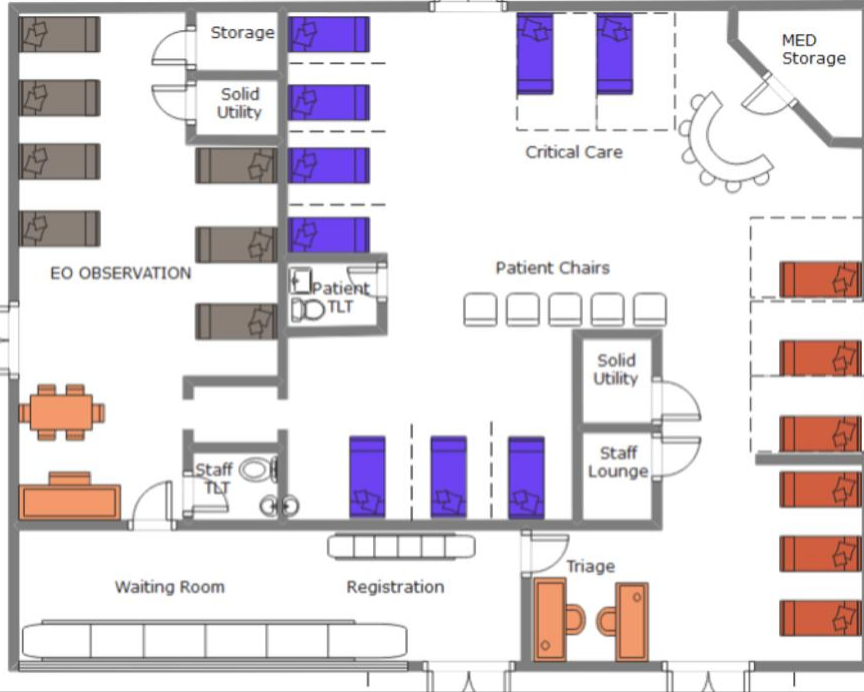 Storage
Solid
Utility
MED
Storage
Critical Care
EO OBSERVATION
Patient
TLT
Patient Chairs
Solid
Utility
Staff
Lounge
Staff
TLT
Waiting Room
Registration
Triage